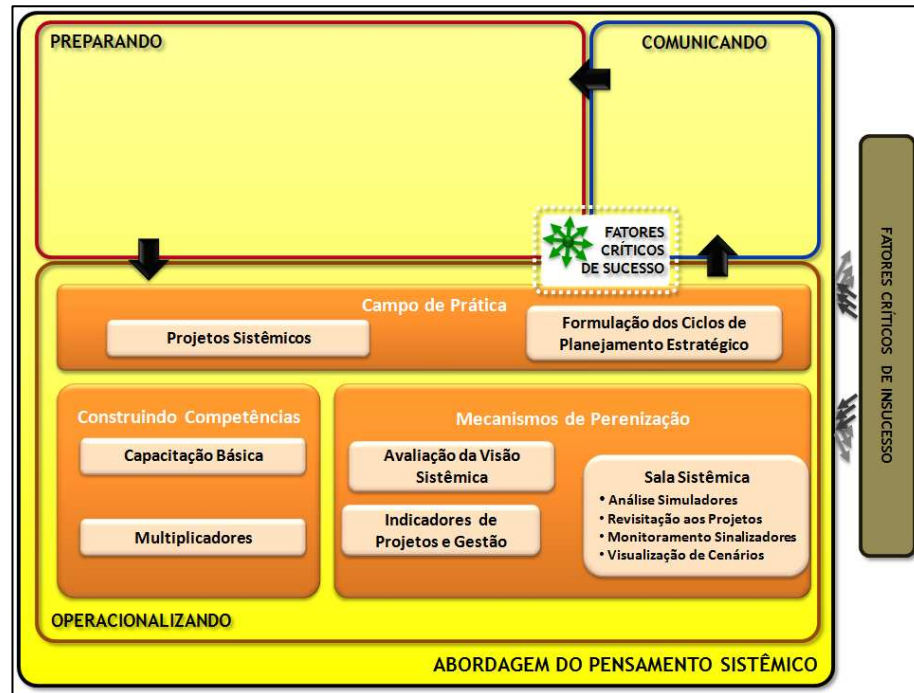 PREPARANDO
COMUNICANDO
FATORES
CRÍTICOS
DE SUCESSO
Campo de Prática
Projetos Sistêmicos
Formulação dos Ciclos de
Planejamento Estratégico
Construindo Competências
Capacitação Básica
Multiplicadores
Mecanismos de Perenização
Avaliação da Visão
Sistêmica
Indicadores de
Projetos e Gestão
Sala Sistêmica
• Análise Simuladores
• Revisitação aos Projetos
• Monitoramento Sinalizadores
• Visualização de Cenários
OPERACIONALIZANDO
ABORDAGEM DO PENSAMENTO SISTÊMICO
FATORES CRÍTICOS DE INSUCESSO